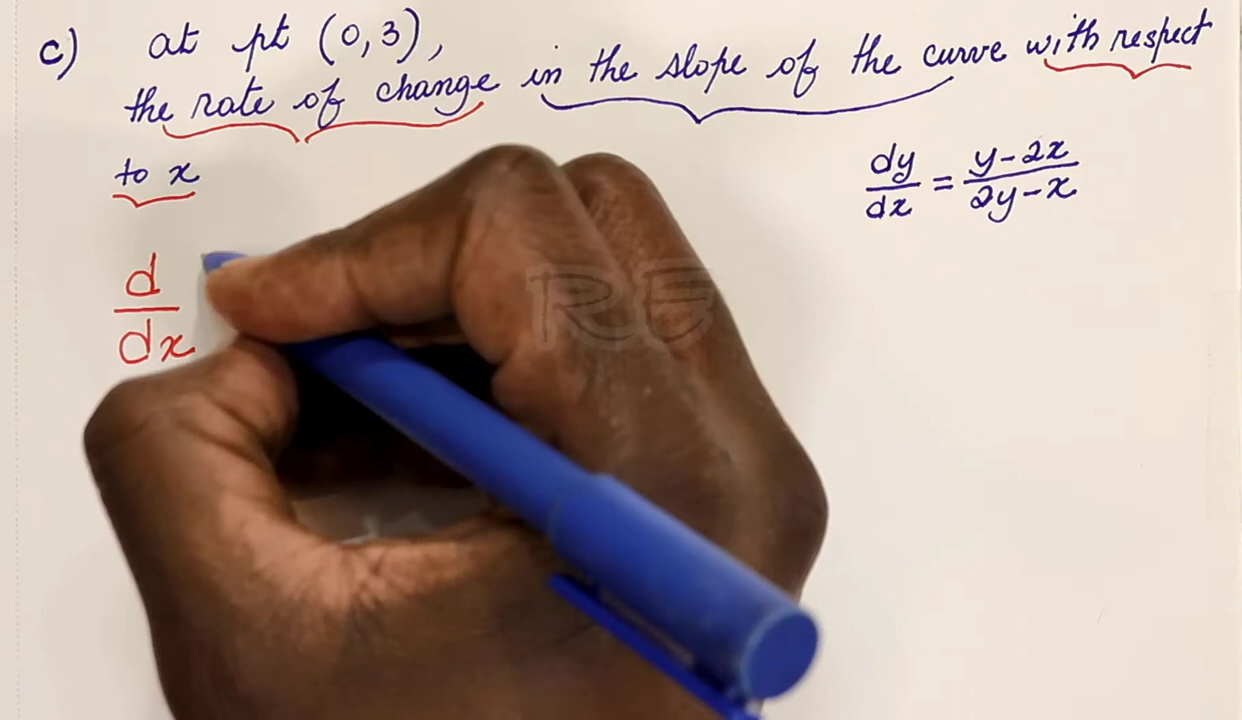 c) at pt (0,3),
the rate of change in the slope of the curve with respect
to x
dy/dx = y-2x/2y-x
d/dx
RE